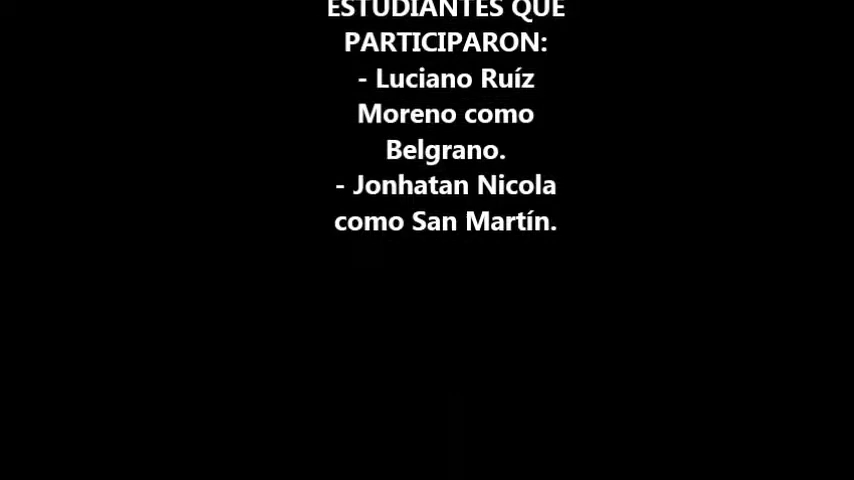 ESTUDIANTES QUE
PARTICIPARON:
- Luciano Ruíz
Moreno como
Belgrano.
- Jonhatan Nicola
como San Martín.